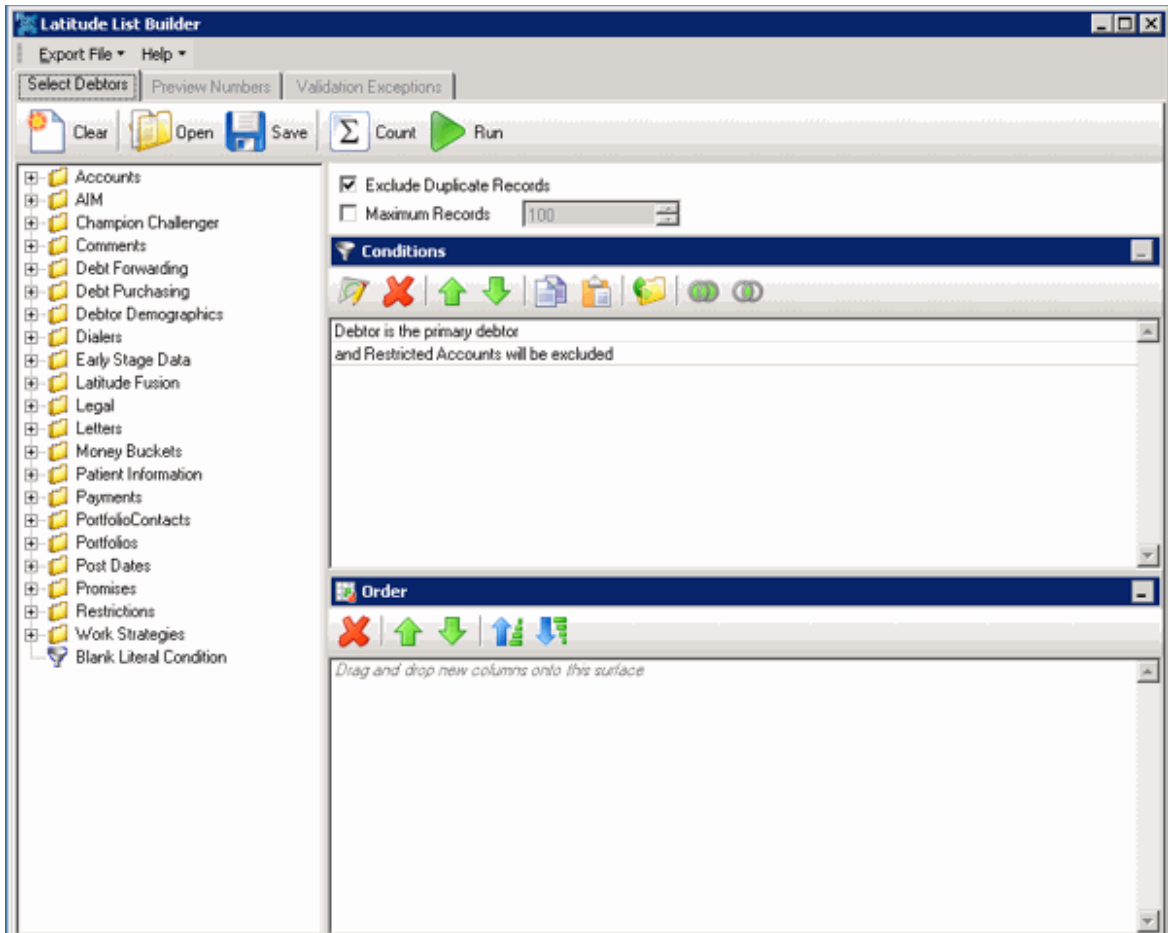 Latitude List Builder
Export File Help
Select Debtors Preview Numbers Validation Exceptions
Clear Open Save Σ Count Run
Accounts
AIM
Champion Challenger
Comments
Debt Forwarding
Debt Purchasing
Debtor Demographics
Dialers
Early Stage Data
Latitude Fusion
Legal
Letters
Money Buckets
Patient Information
Payments
PortfolioContacts
Portfolios
Post Dates
Promises
Restrictions
Work Strategies
Blank Literal Condition
Exclude Duplicate Records
Maximum Records 100
Conditions
Debtor is the primary debtor
and Restricted Accounts will be excluded
Order
Drag and drop new columns onto this surface